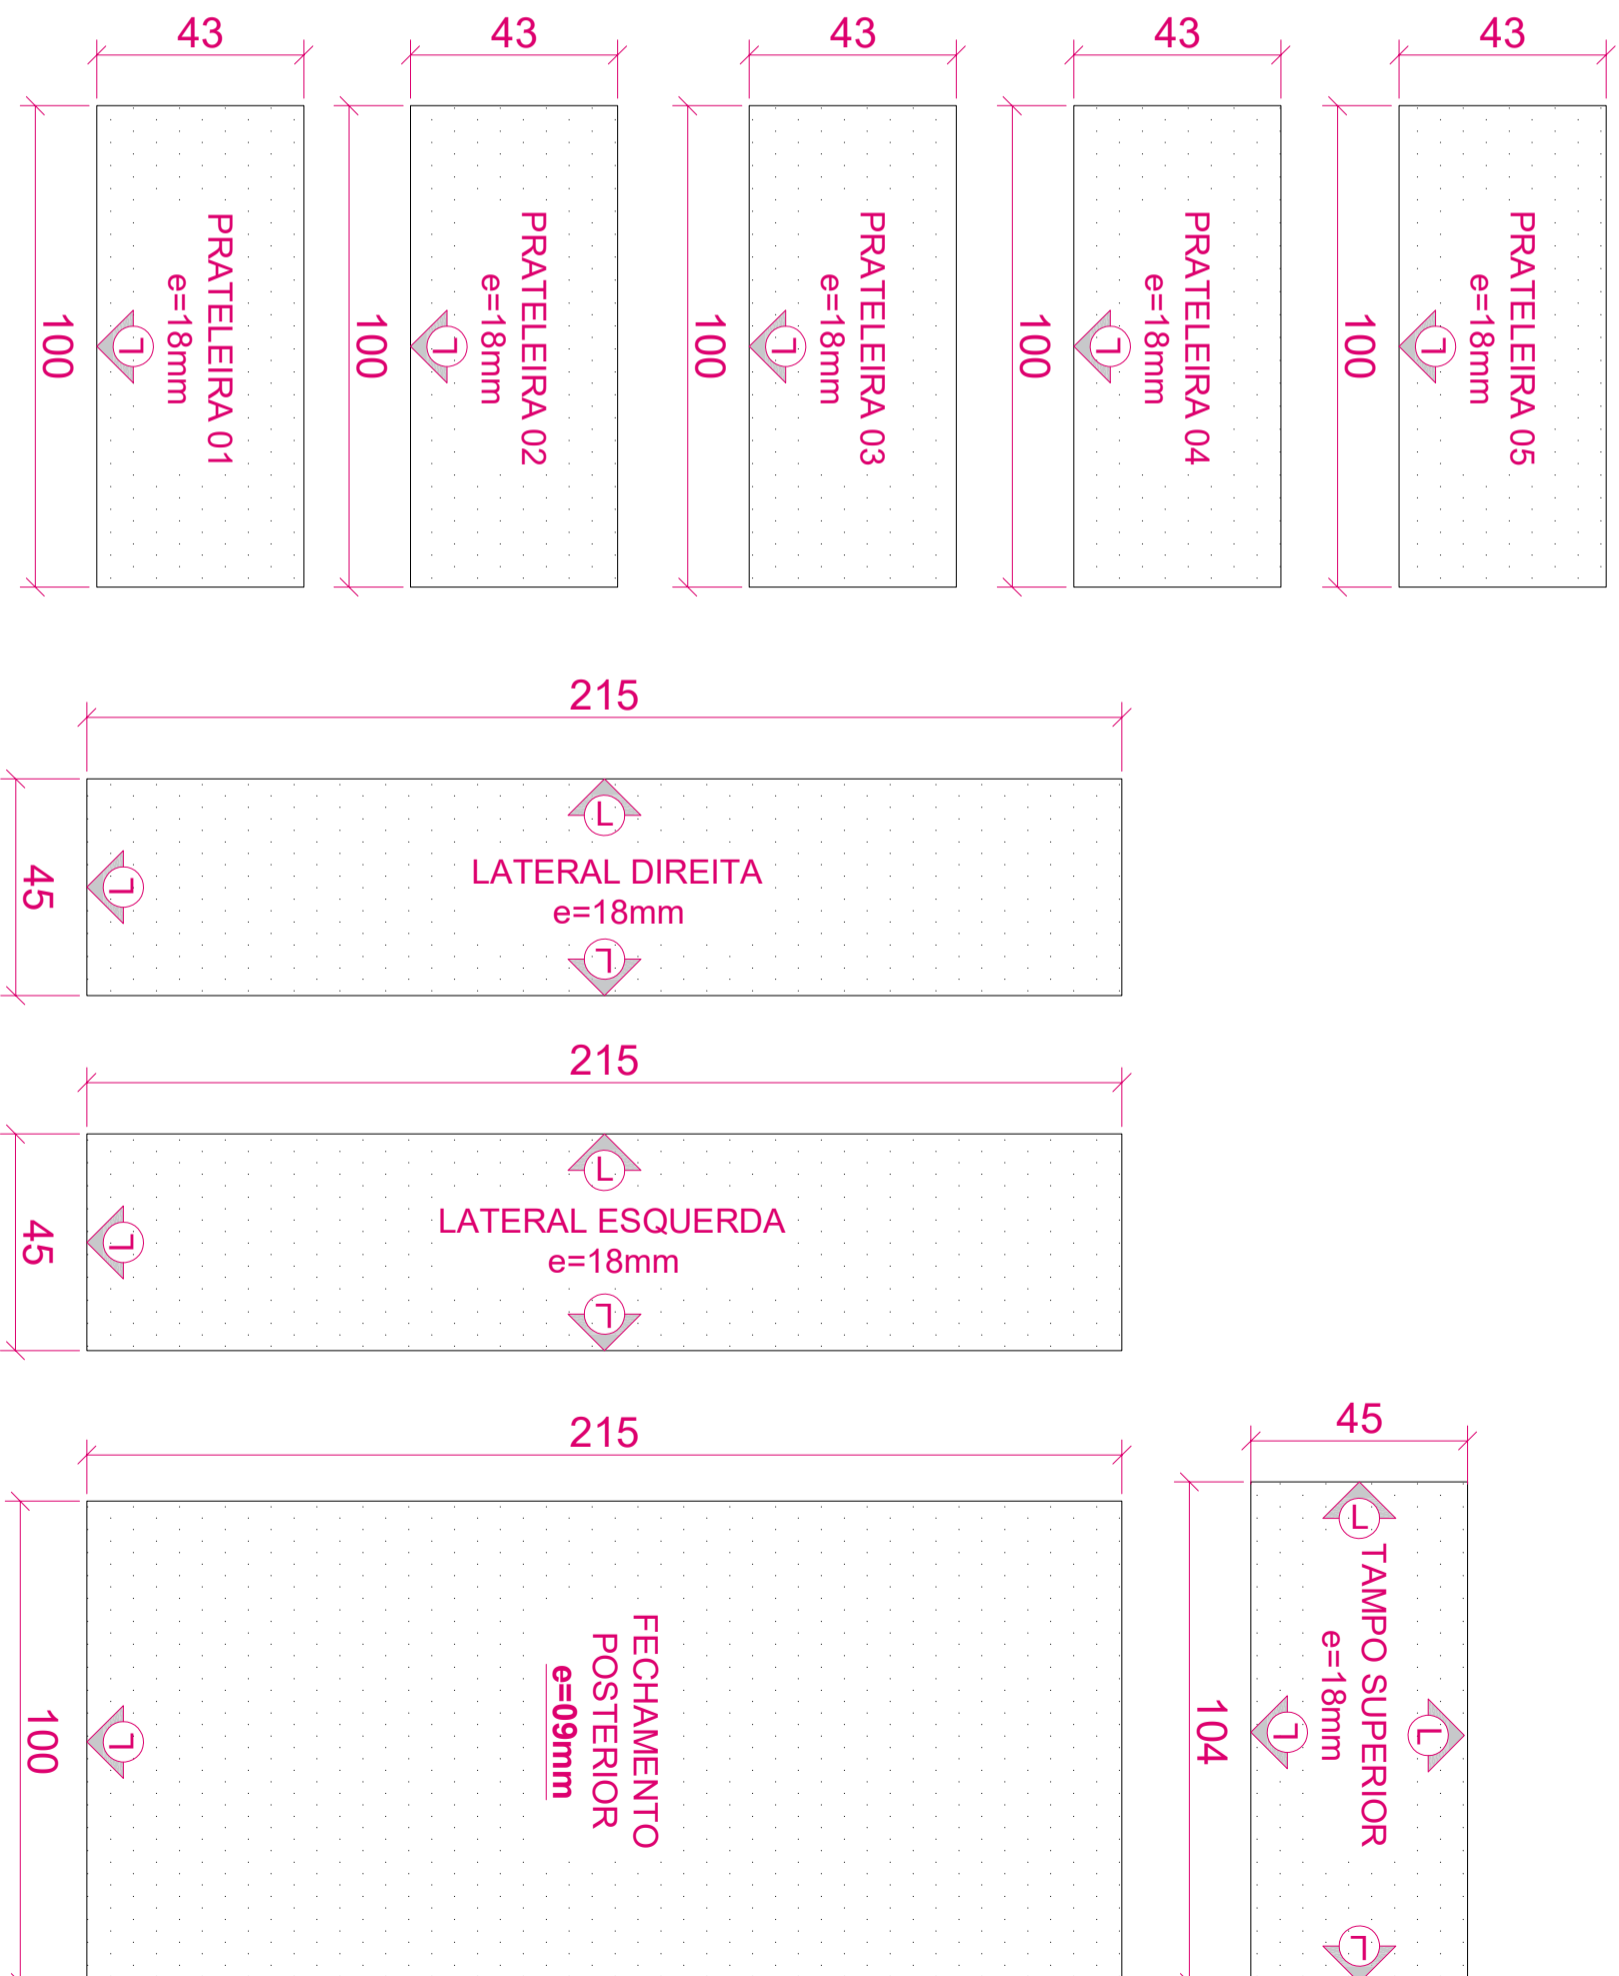 43
43
43
43
43
PRATELEIRA 01
e=18mm
L
100
PRATELEIRA 02
e=18mm
L
100
PRATELEIRA 03
e=18mm
L
100
PRATELEIRA 04
e=18mm
L
100
PRATELEIRA 05
e=18mm
L
100
215
L
LATERAL DIREITA
e=18mm
L
L
45
215
L
LATERAL ESQUERDA
e=18mm
L
L
45
215
FECHAMENTO
POSTERIOR
e=09mm
L
100
45
L
TAMPO SUPERIOR
e=18mm
L
L
L
104